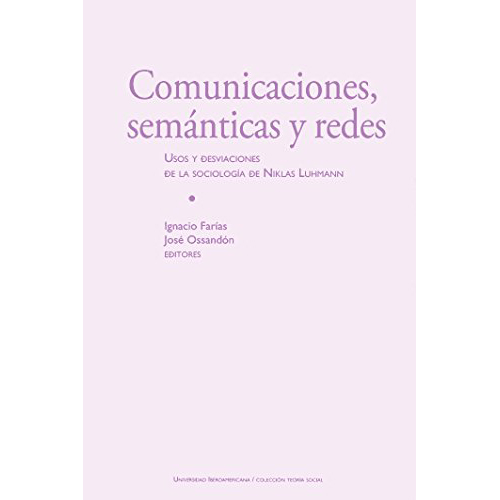 Comunicaciones,
semánticas y redes
Usos y desviaciones
de la sociología de Niklas Luhmann
•
Ignacio Farías
José Ossandón
editores
Universidad Iberoamericana / colección teoría social